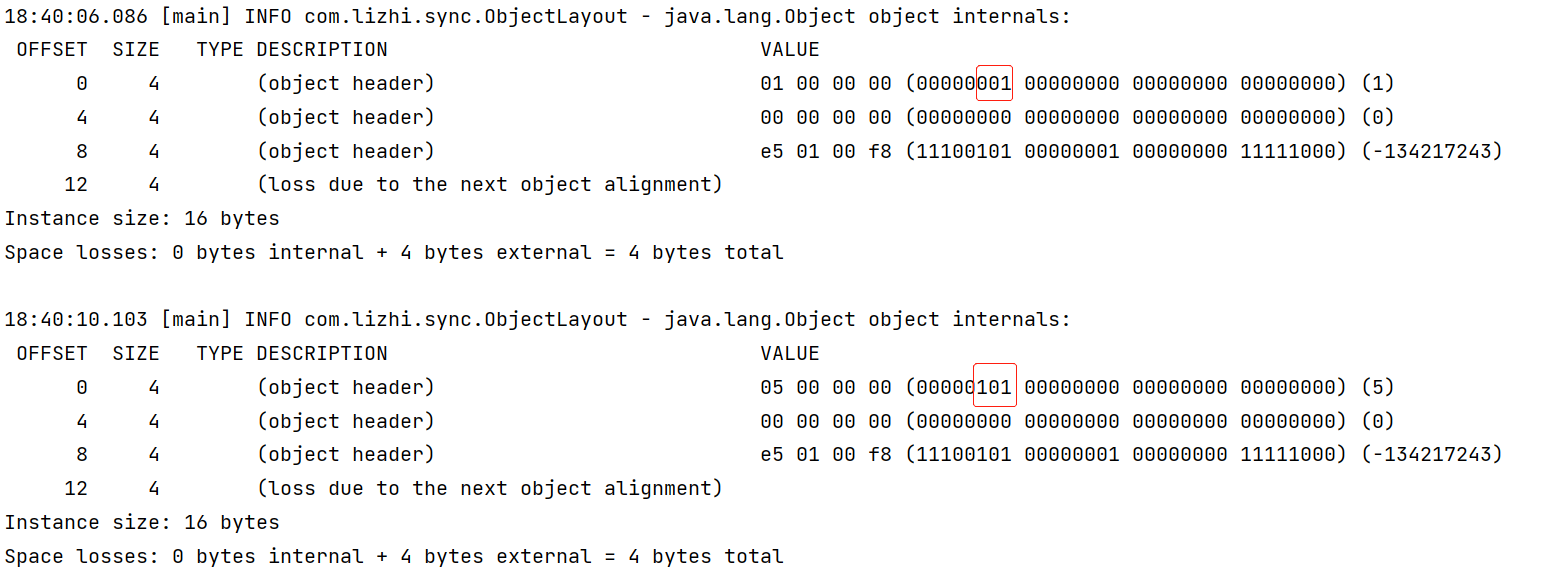 18:40:06.086 [main] INFO com.lizhi.sync.ObjectLayout - java.lang.Object object internals:
OFFSET SIZE TYPE DESCRIPTION VALUE
0 4 (object header) 01 00 00 00 (00000001 00000000 00000000 00000000) (1)
4 4 (object header) 00 00 00 00 (00000000 00000000 00000000 00000000) (0)
8 4 (object header) e5 01 00 f8 (11100101 00000001 00000000 11111000) (-134217243)
12 4 (loss due to the next object alignment)
Instance size: 16 bytes
Space losses: 0 bytes internal + 4 bytes external = 4 bytes total
18:40:10.103 [main] INFO com.lizhi.sync.ObjectLayout - java.lang.Object object internals:
OFFSET SIZE TYPE DESCRIPTION VALUE
0 4 (object header) 05 00 00 00 (00000101 00000000 00000000 00000000) (5)
4 4 (object header) 00 00 00 00 (00000000 00000000 00000000 00000000) (0)
8 4 (object header) e5 01 00 f8 (11100101 00000001 00000000 11111000) (-134217243)
12 4 (loss due to the next object alignment)
Instance size: 16 bytes
Space losses: 0 bytes internal + 4 bytes external = 4 bytes total